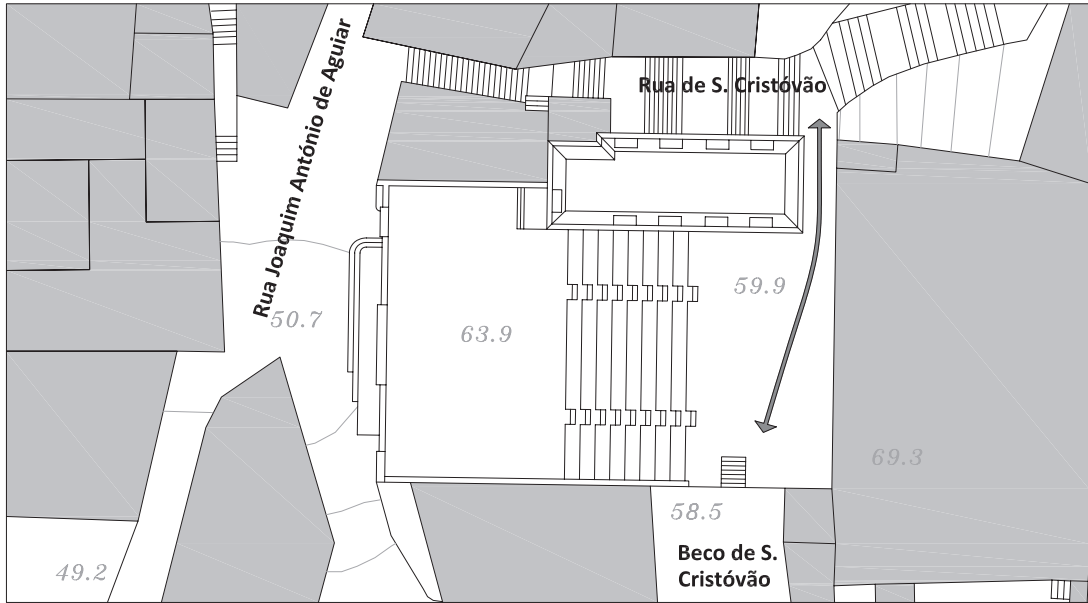 Rua de S. Cristóvão
Rua Joaquim António de Aguiar
59.9
50.7
63.9
69.3
58.5
Beco de S.
Cristóvão
49.2